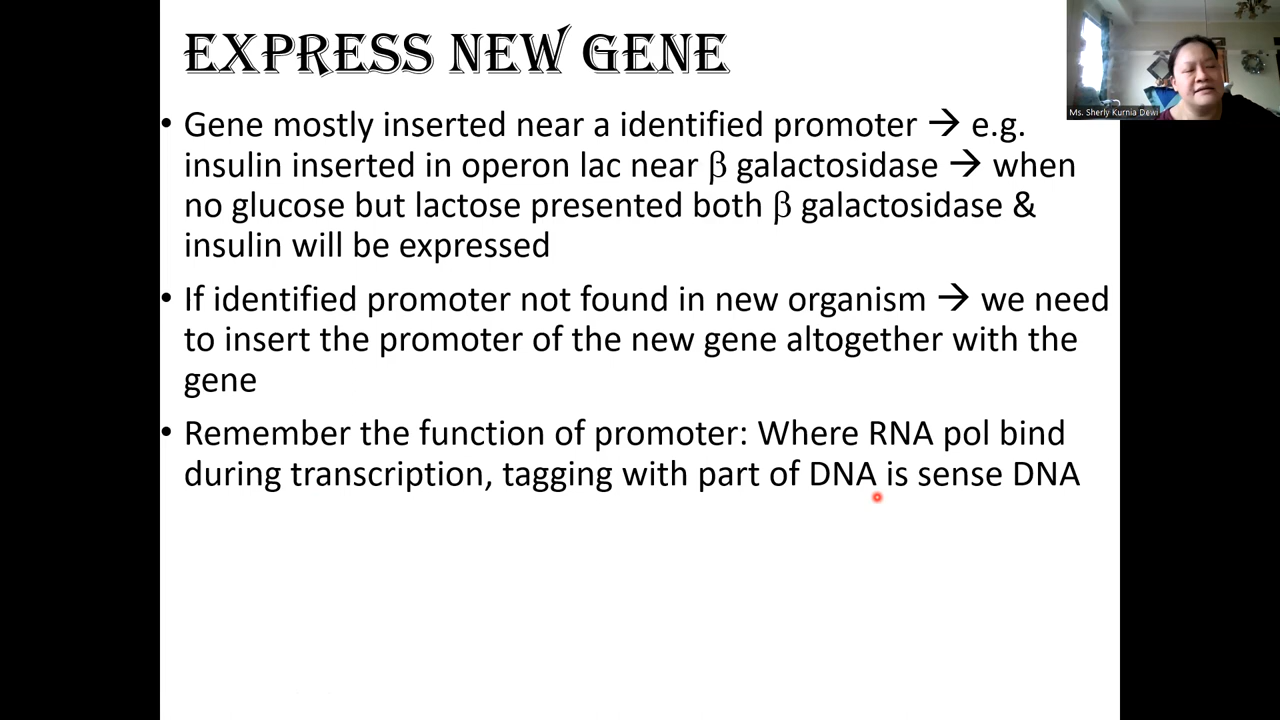 EXPRESS NEW GENE
• Gene mostly inserted near a identified promoter → e.g.
insulin inserted in operon lac near β galactosidase → when
no glucose but lactose presented both β galactosidase &
insulin will be expressed
• If identified promoter not found in new organism → we need
to insert the promoter of the new gene altogether with the
gene
• Remember the function of promoter: Where RNA pol bind
during transcription, tagging with part of DNA is sense DNA
Ms. Sherly Kurnia Dewi